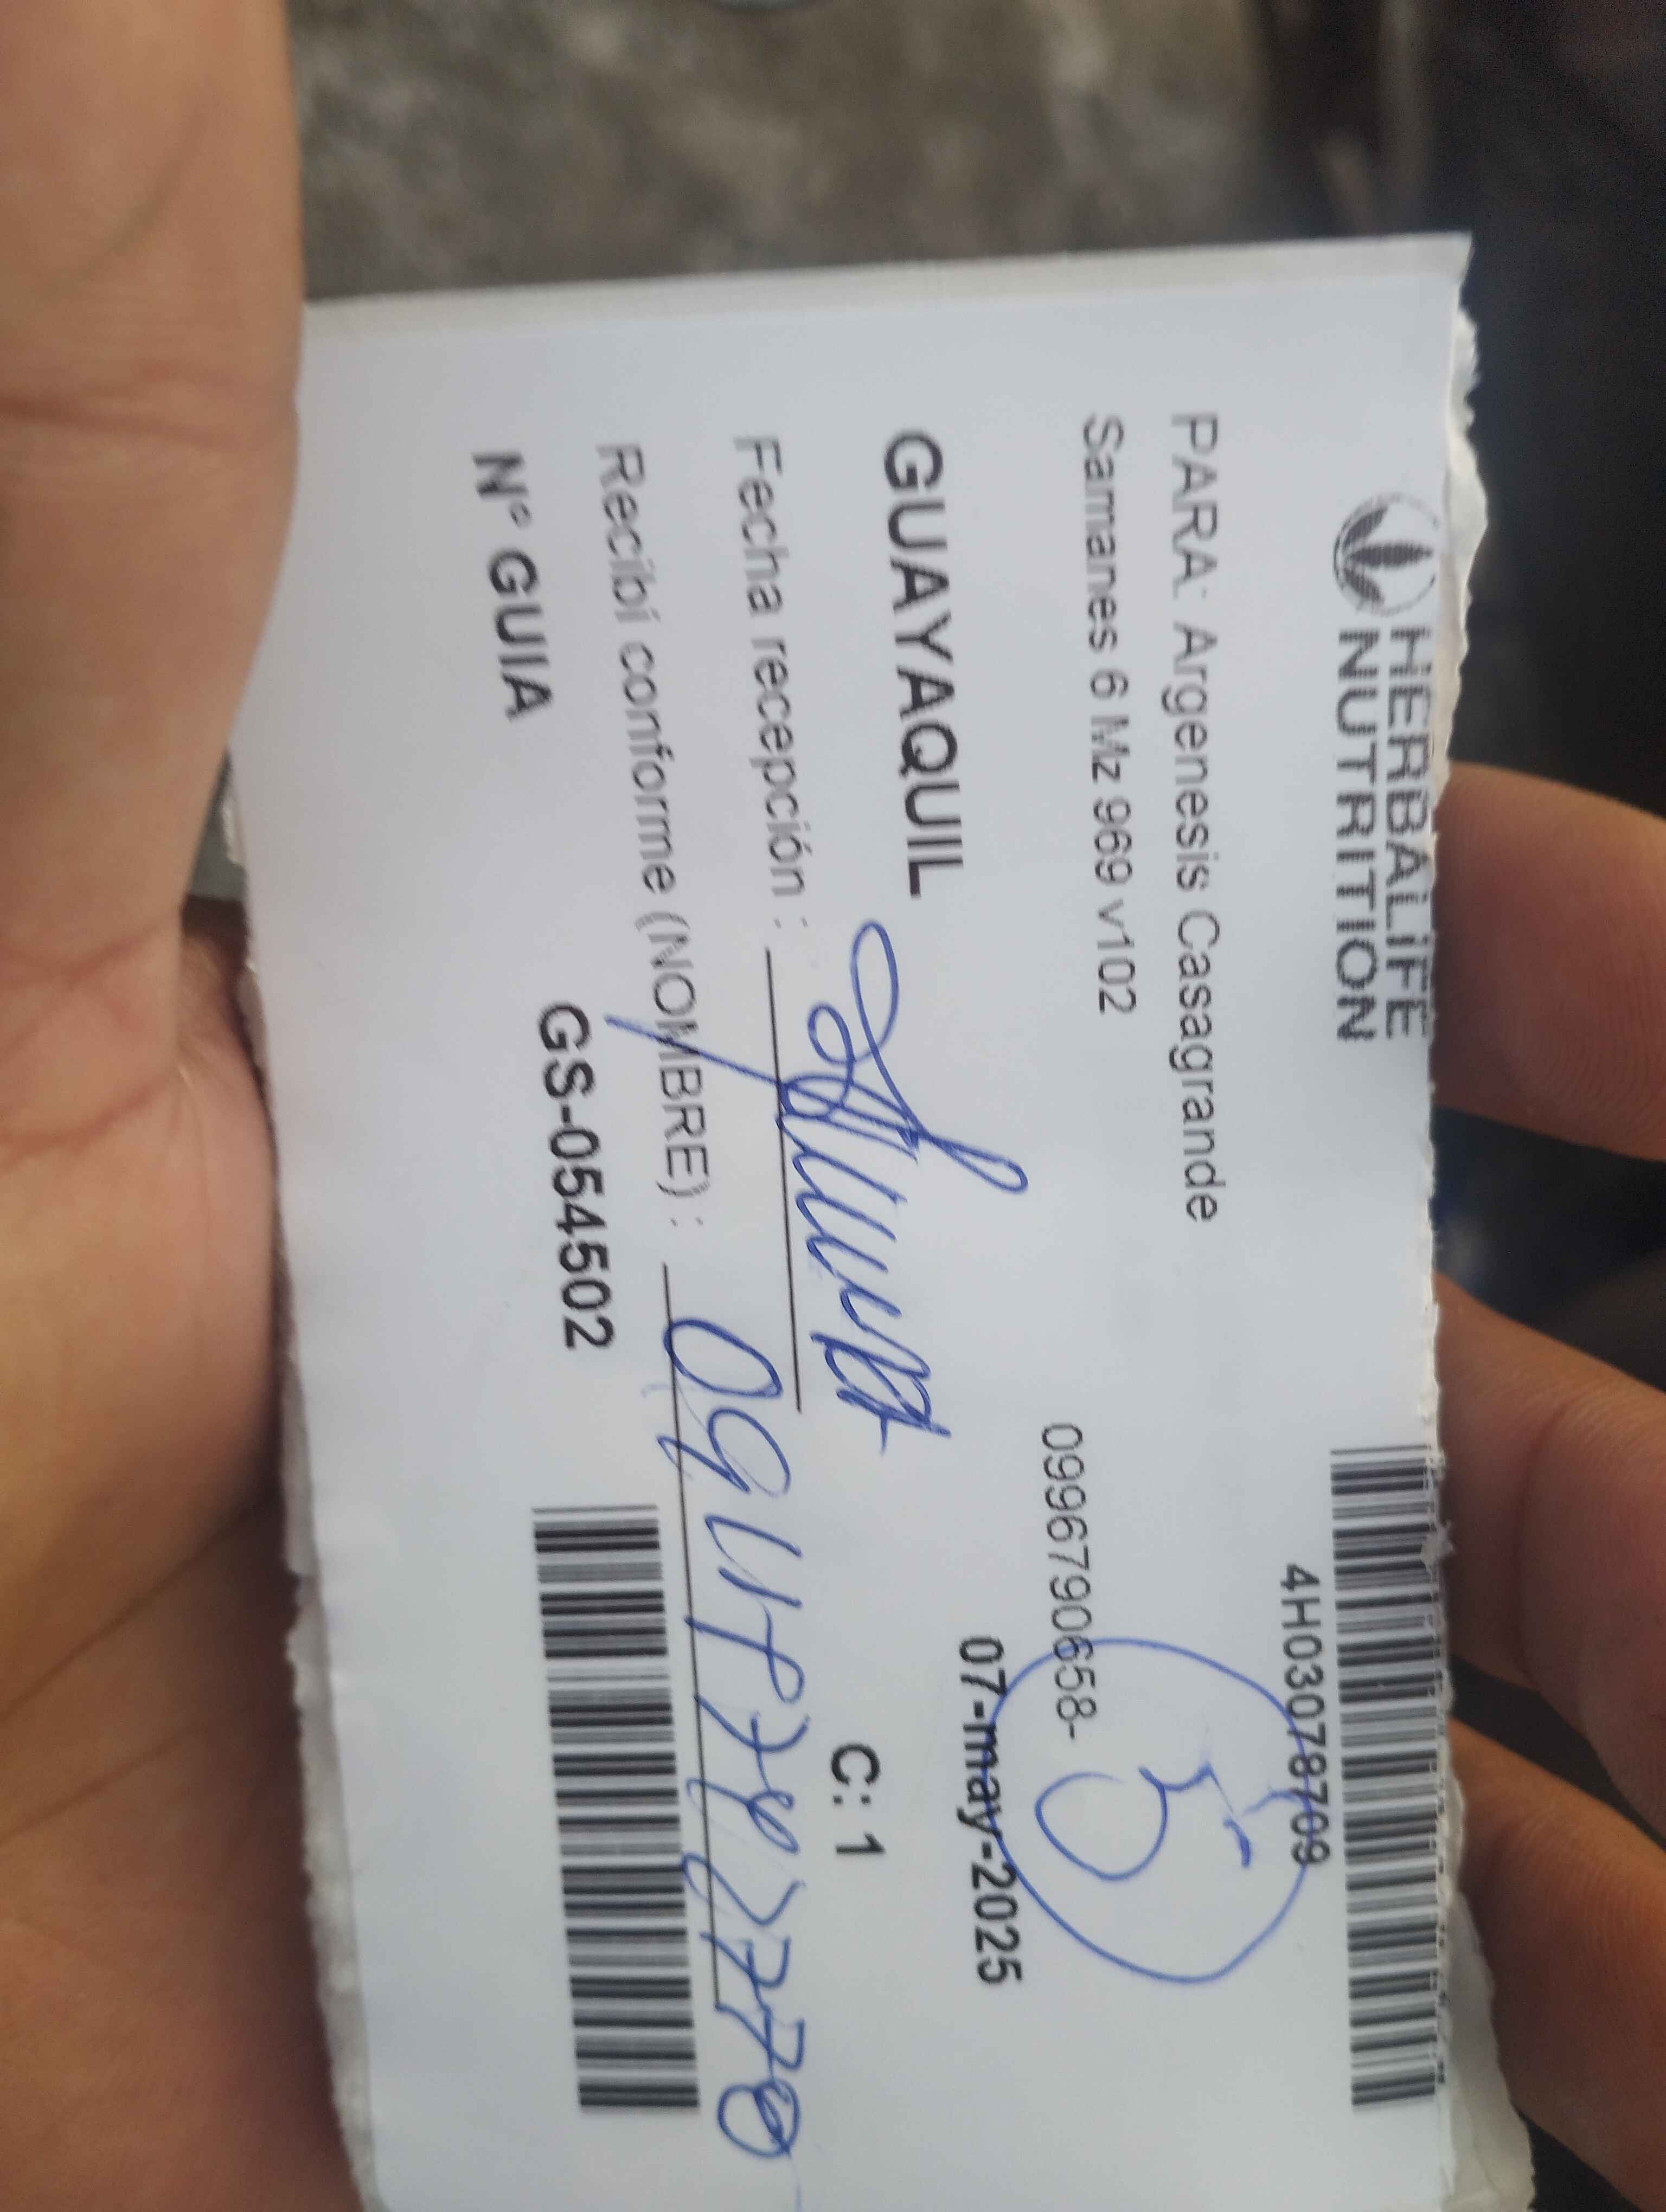 HERBALIFE
NUTRITION
4H03078709
PARA: Argenesis Casagrande
Samanes 6 Mz 969 v102
0996790658-
5
07-may-2025
GUAYAQUIL
C: 1
Fecha recepción :
Recibí conforme (NOMBRE) :
N° GUIA
GS-054502